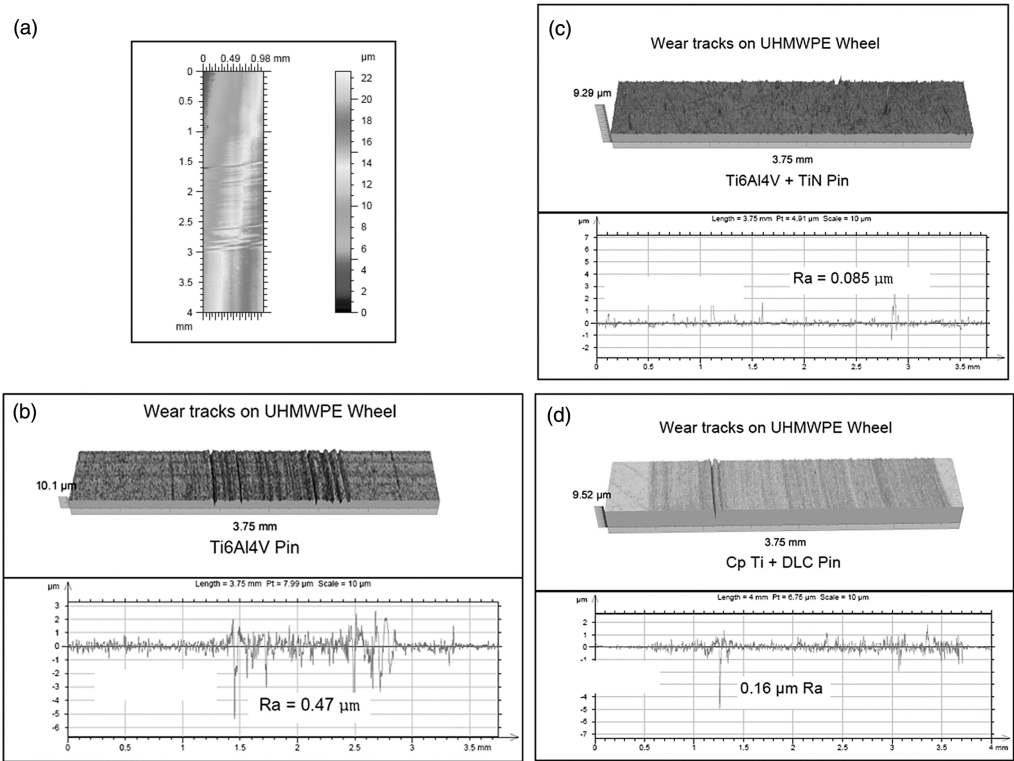 (a)
0 0.49 0.98 mm
0
0.5
1
1.5
2
2.5
3
3.5
4
mm
µm
22
20
18
16
14
12
10
8
6
4
2
0
(b)
Wear tracks on UHMWPE Wheel
10.1 µm
3.75 mm
Ti6Al4V Pin
Length = 3.75 mm Pt = 7.99 µm Scale = 10 µm
µm
3
2
1
0
-1
-2
-3
-4
-5
-6
Ra = 0.47 µm
0 0.5 1 1.5 2 2.5 3 3.5 mm
(c)
Wear tracks on UHMWPE Wheel
9.29 µm
3.75 mm
Ti6Al4V + TiN Pin
Length = 3.75 mm Pt = 4.91 µm Scale = 10 µm
µm
7
6
5
4
3
2
1
0
-1
-2
Ra = 0.085 µm
0 0.5 1 1.5 2 2.5 3 3.5 mm
(d)
Wear tracks on UHMWPE Wheel
9.52 µm
3.75 mm
Cp Ti + DLC Pin
Length = 4 mm Pt = 6.75 µm Scale = 10 µm
µm
2
1
0
-1
-4
-5
-6
-7
0.16 µm Ra
0 0.5 1 1.5 2 2.5 3 3.5 4 mm